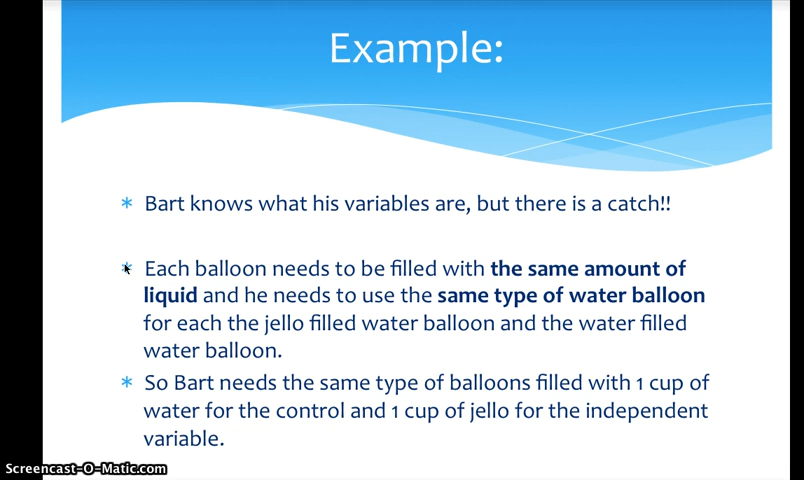 Example:
* Bart knows what his variables are, but there is a catch!!
* Each balloon needs to be filled with the same amount of
liquid and he needs to use the same type of water balloon
for each the jello filled water balloon and the water filled
water balloon.
* So Bart needs the same type of balloons filled with 1 cup of
water for the control and 1 cup of jello for the independent
variable.
Screencast-O-Matic.com